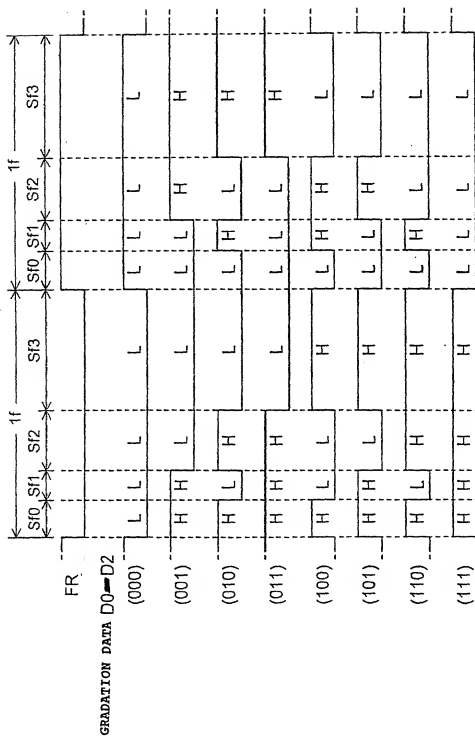 1f 1f
Sf0 Sf1 Sf2 Sf3 Sf0 Sf1 Sf2 Sf3
FR
GRADATION DATA D0 D2
(000) L L L L L L L L
(001) H H L L L L H H
(010) H L H L L H L H
(011) H H H L L L L H
(100) H L L H L H H L
(101) H H L H L L H L
(110) H L H H L H L L
(111) H H H H L L L L